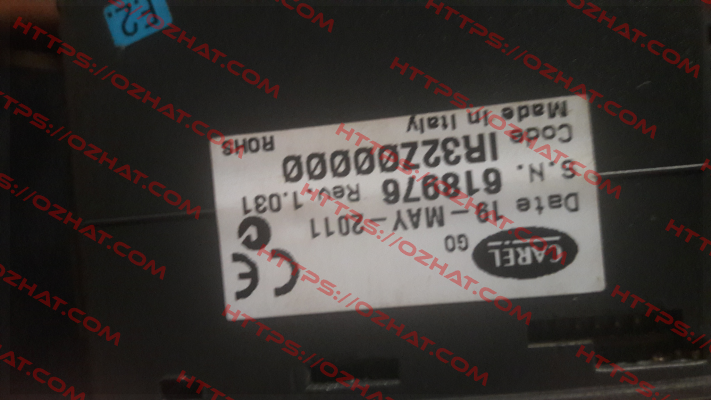 CAREL
GO
Date 19-MAY-2011
S.N. 618976 Rev.1.031
Code IR32Z00000
Made in Italy
ROHS
CE
HTTPS://OZHAT.COM